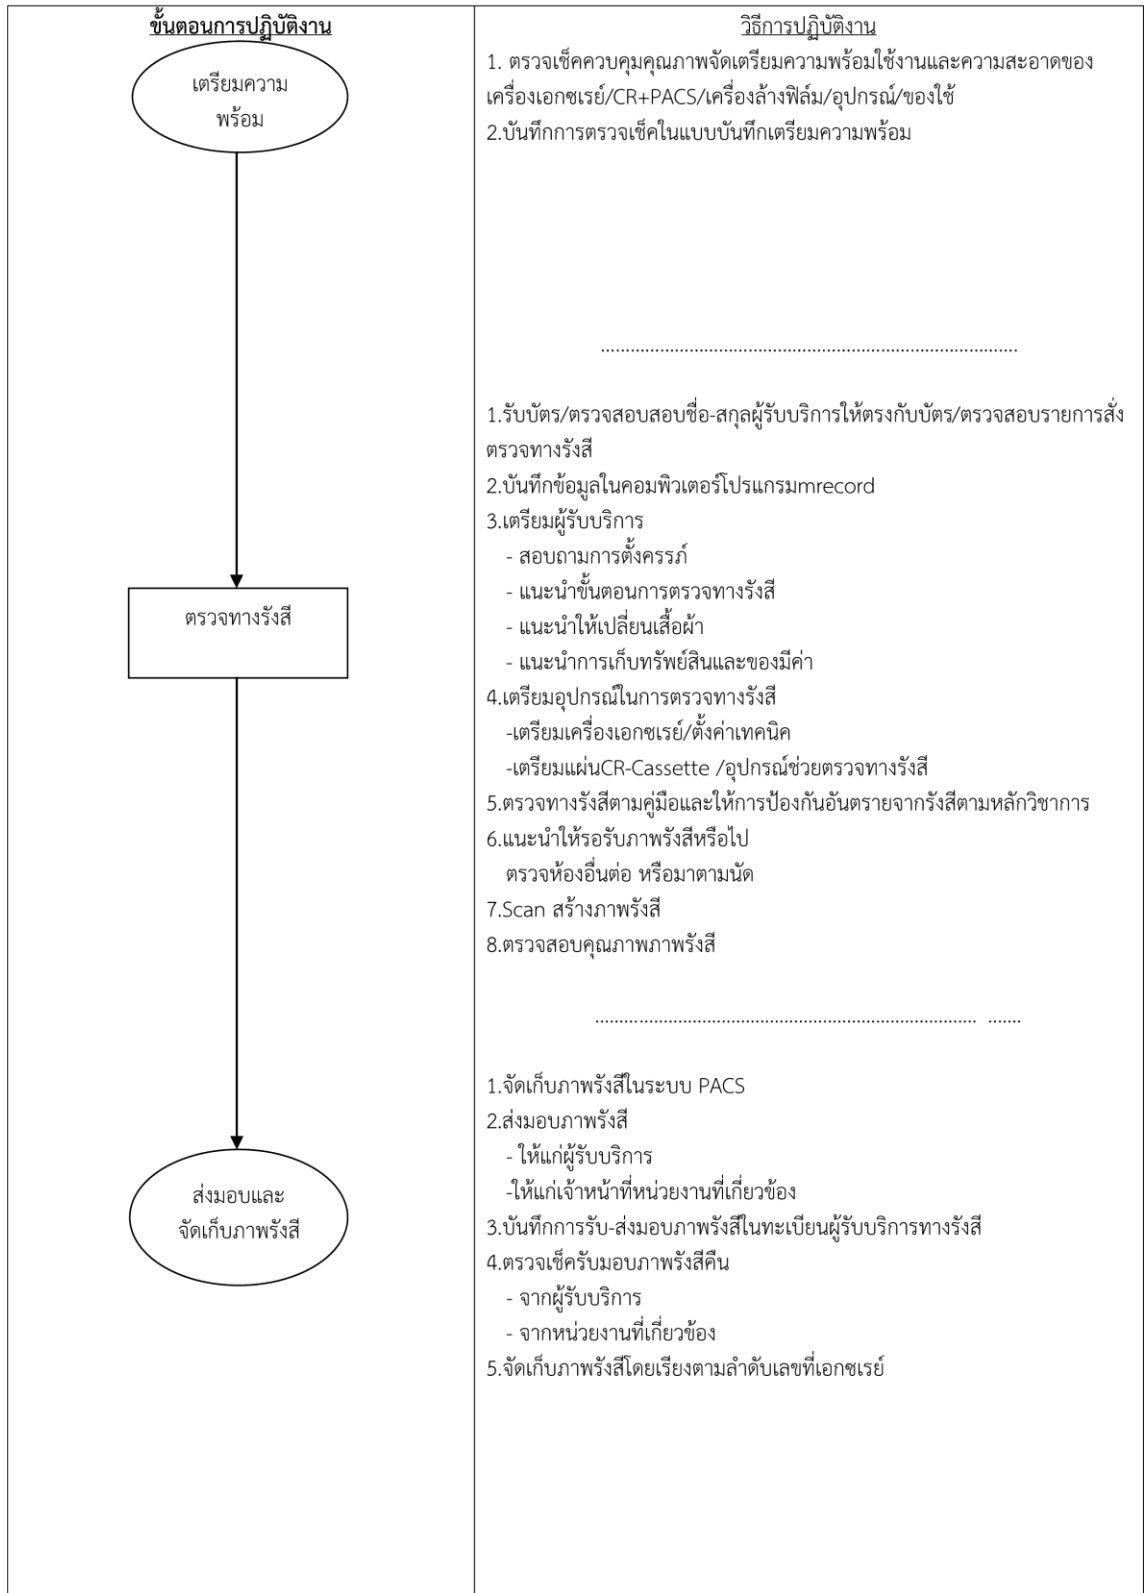 ขั้นตอนการปฏิบัติงาน
เตรียมความ
พร้อม
ตรวจทางรังสี
ส่งมอบและ
จัดเก็บภาพรังสี
วิธีการปฏิบัติงาน
1. ตรวจเช็คควบคุมคุณภาพจัดเตรียมความพร้อมใช้งานและความสะอาดของ
เครื่องเอกซเรย์/CR+PACS/เครื่องล้างฟิล์ม/อุปกรณ์/ของใช้
2.บันทึกการตรวจเช็คในแบบบันทึกเตรียมความพร้อม
.....................................................................................
1.รับบัตร/ตรวจสอบสอบชื่อ-สกุลผู้รับบริการให้ตรงกับบัตร/ตรวจสอบรายการสั่ง
ตรวจทางรังสี
2.บันทึกข้อมูลในคอมพิวเตอร์โปรแกรมmrecord
3.เตรียมผู้รับบริการ
- สอบถามการตั้งครรภ์
- แนะนำขั้นตอนการตรวจทางรังสี
- แนะนำให้เปลี่ยนเสื้อผ้า
- แนะนำการเก็บทรัพย์สินและของมีค่า
4.เตรียมอุปกรณ์ในการตรวจทางรังสี
-เตรียมเครื่องเอกซเรย์/ตั้งค่าเทคนิค
-เตรียมแผ่นCR-Cassette /อุปกรณ์ช่วยตรวจทางรังสี
5.ตรวจทางรังสีตามคู่มือและให้การป้องกันอันตรายจากรังสีตามหลักวิชาการ
6.แนะนำให้รอรับภาพรังสีหรือไป
ตรวจห้องอื่นต่อ หรือมาตามนัด
7.Scan สร้างภาพรังสี
8.ตรวจสอบคุณภาพภาพรังสี
.............................................................................. .......
1.จัดเก็บภาพรังสีในระบบ PACS
2.ส่งมอบภาพรังสี
- ให้แก่ผู้รับบริการ
-ให้แก่เจ้าหน้าที่หน่วยงานที่เกี่ยวข้อง
3.บันทึกการรับ-ส่งมอบภาพรังสีในทะเบียนผู้รับบริการทางรังสี
4.ตรวจเช็ครับมอบภาพรังสีคืน
- จากผู้รับบริการ
- จากหน่วยงานที่เกี่ยวข้อง
5.จัดเก็บภาพรังสีโดยเรียงตามลำดับเลขที่เอกซเรย์